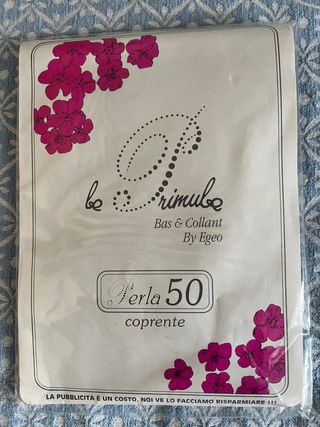 le Primule
Bas & Collant
By Egeo
Perla 50
coprente
LA PUBBLICITÀ È UN COSTO. NOI VE LO FACCIAMO RISPARMIARE !!!